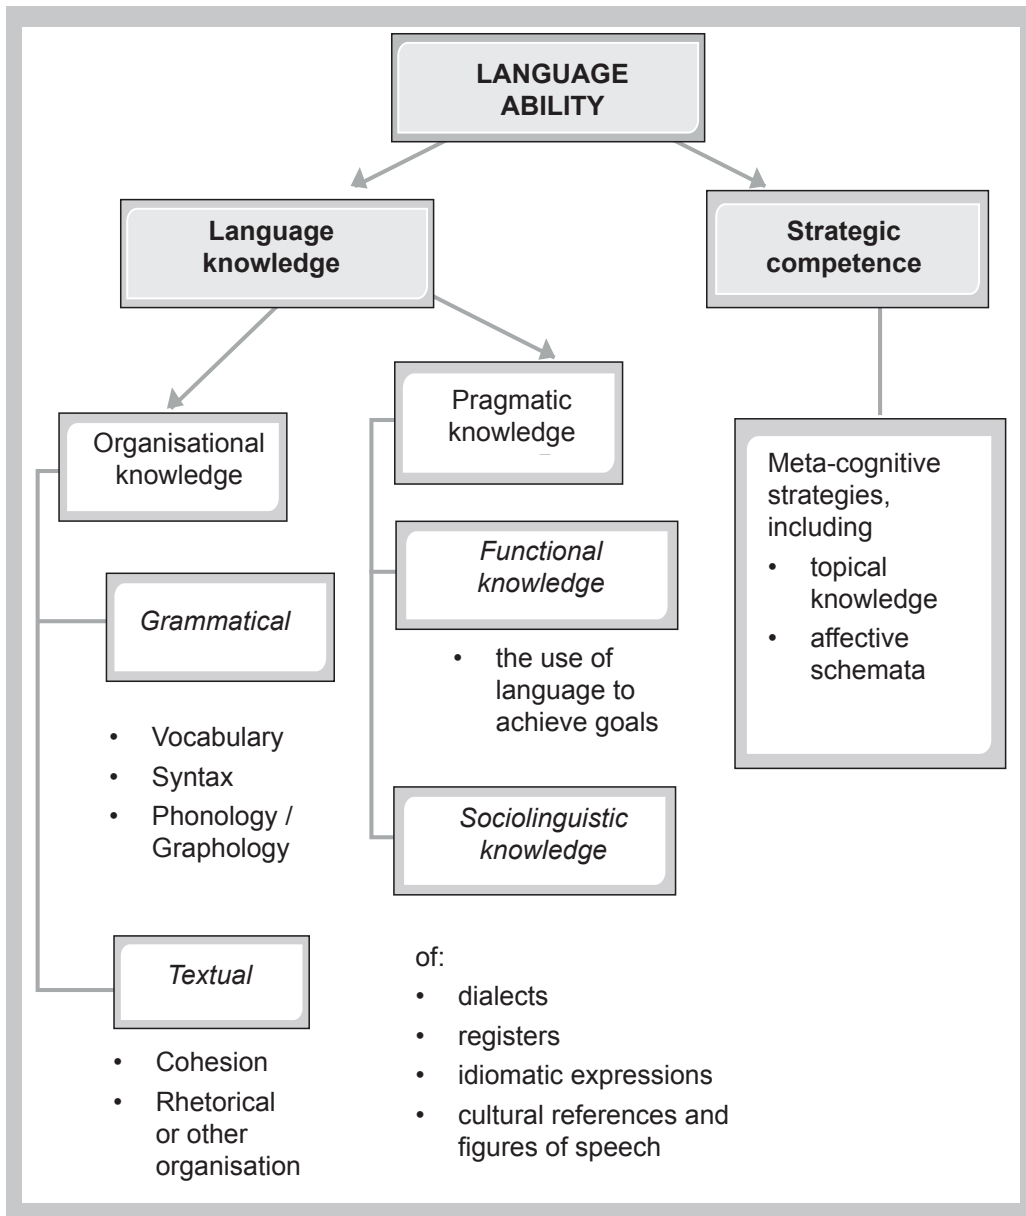 LANGUAGE
ABILITY
Language
knowledge
Strategic
competence
Organisational
knowledge
Grammatical
• Vocabulary
• Syntax
• Phonology /
Graphology
Textual
• Cohesion
• Rhetorical
or other
organisation
Pragmatic
knowledge
Functional
knowledge
• the use of
language to
achieve goals
Sociolinguistic
knowledge
of:
• dialects
• registers
• idiomatic expressions
• cultural references and
figures of speech
Meta-cognitive
strategies,
including
• topical
knowledge
• affective
schemata